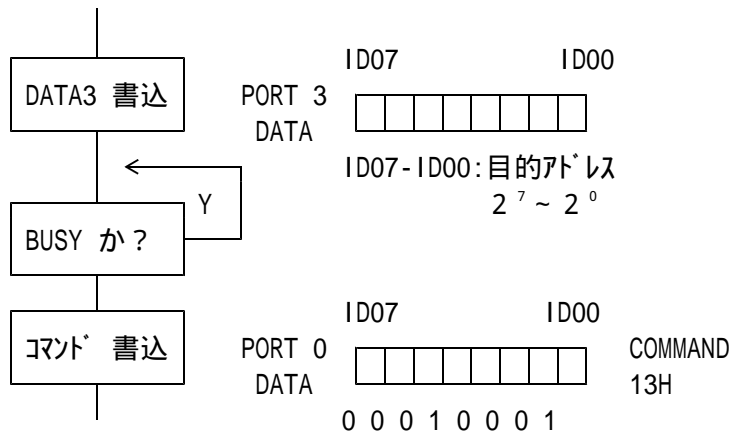 ID07 ID00
DATA3 書込 PORT 3
DATA
ID07-ID00:目的ｱﾄﾞﾚｽ
Y 2⁷~2⁰
BUSY か?
ID07 ID00
ｺﾏﾝﾄﾞ 書込 PORT 0 COMMAND
DATA 13H
0 0 0 1 0 0 0 1